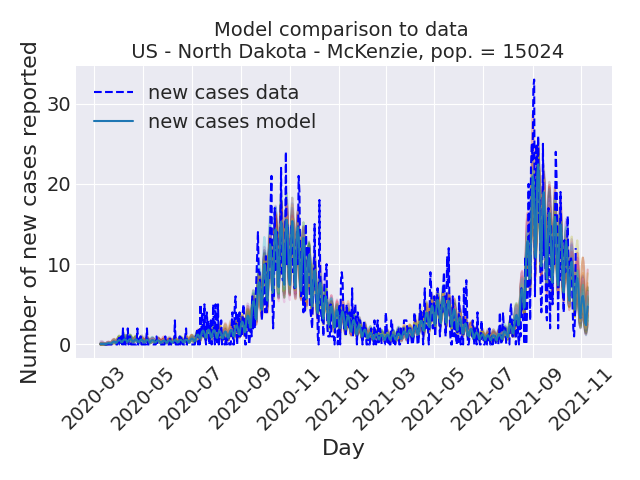 Model comparison to data
US - North Dakota - McKenzie, pop. = 15024
Number of new cases reported
30
20
10
0
new cases data
new cases model
2020-03
2020-05
2020-07
2020-09
2020-11
2021-01
2021-03
2021-05
2021-07
2021-09
2021-11
Day